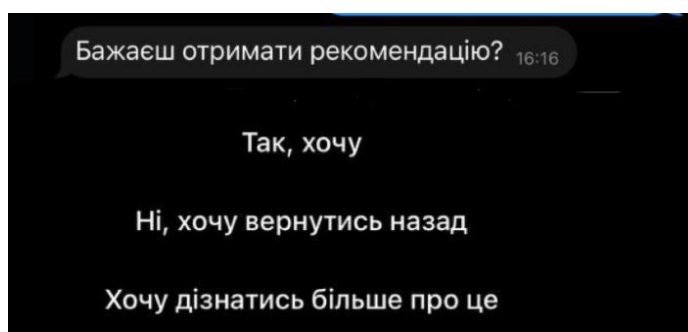 Бажаєш отримати рекомендацію? 16:16
Так, хочу
Ні, хочу вернутись назад
Хочу дізнатись більше про це